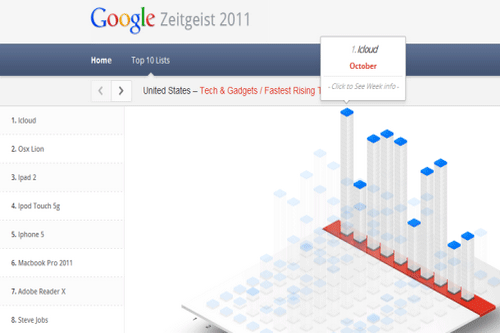 Google Zeitgeist 2011
1. Icloud
October
- Click to See Week info -
Home Top 10 Lists
United States – Tech & Gadgets / Fastest Rising
1. Icloud
2. Osx Lion
3. Ipad 2
4. Ipod Touch 5g
5. Iphone 5
6. Macbook Pro 2011
7. Adobe Reader X
8. Steve Jobs